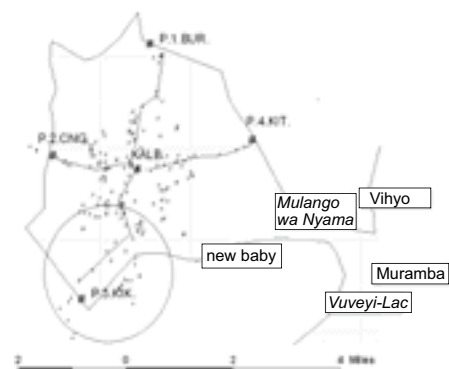 P.1.BUR.
P.4.KIT.
P.2.CNG.
KALB.
Mulango
wa Nyama
Vihyo
new baby
Muramba
P.5.KIK.
Vuveyi-Lac
2 0 2 4 Miles